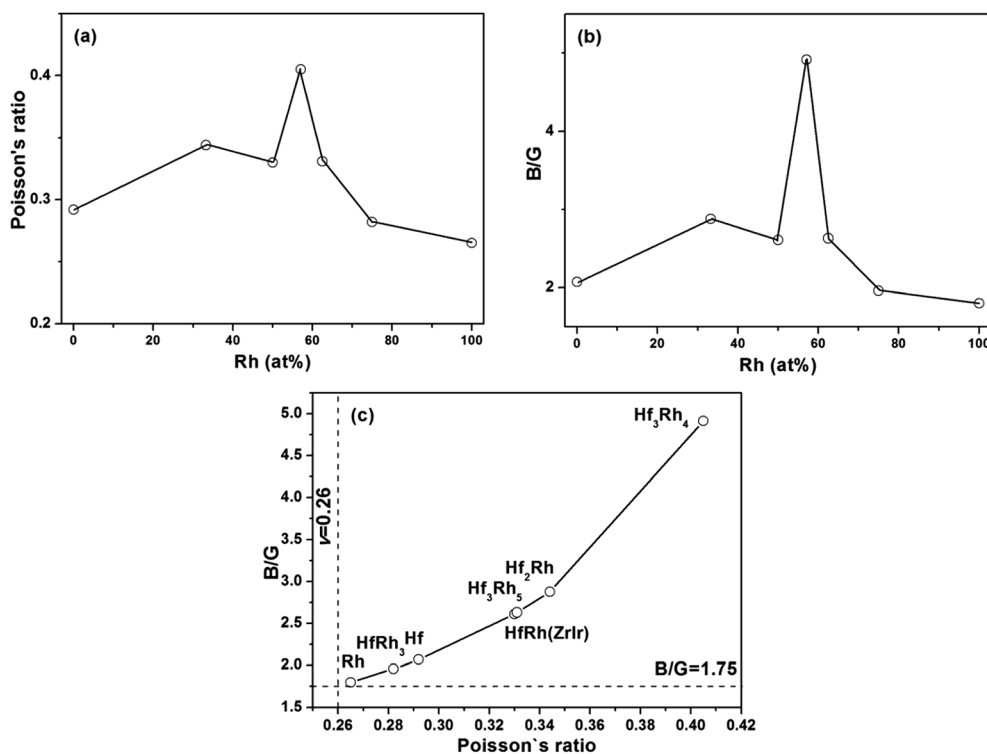 (a)
Poisson's ratio
0.4
0.3
0.2
0 20 40 60 80 100
Rh (at%)
(b)
B/G
4
2
0 20 40 60 80 100
Rh (at%)
(c)
B/G
5.0
4.5
4.0
3.5
3.0
2.5
2.0
1.5
ν=0.26
Hf₃Rh₄
Hf₂Rh
Hf₃Rh₅
HfRh(ZrIr)
HfRh₃
Hf
Rh
B/G=1.75
0.26 0.28 0.30 0.32 0.34 0.36 0.38 0.40 0.42
Poisson`s ratio